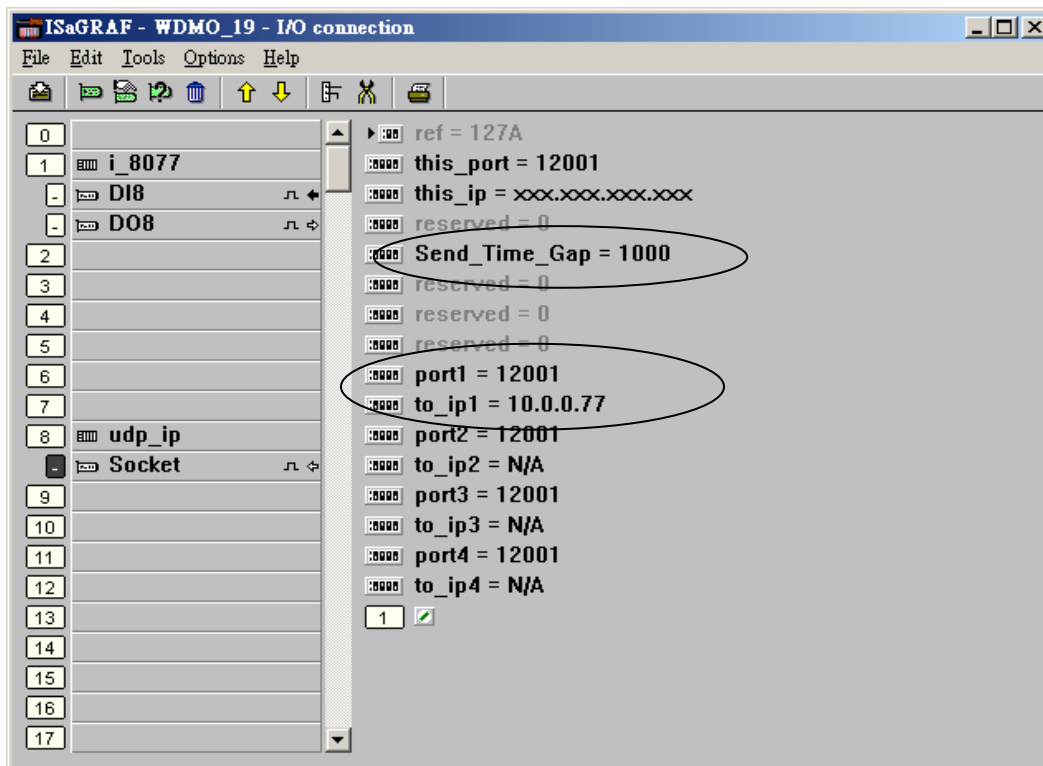 ISaGRAF - WDMO_19 - I/O connection
File Edit Tools Options Help
0
1 i_8077
- DI8
- DO8
2
3
4
5
6
7
8 udp_ip
- Socket
9
10
11
12
13
14
15
16
17
ref = 127A
this_port = 12001
this_ip = xxx.xxx.xxx.xxx
reserved = 0
Send_Time_Gap = 1000
reserved = 0
reserved = 0
reserved = 0
port1 = 12001
to_ip1 = 10.0.0.77
port2 = 12001
to_ip2 = N/A
port3 = 12001
to_ip3 = N/A
port4 = 12001
to_ip4 = N/A
1